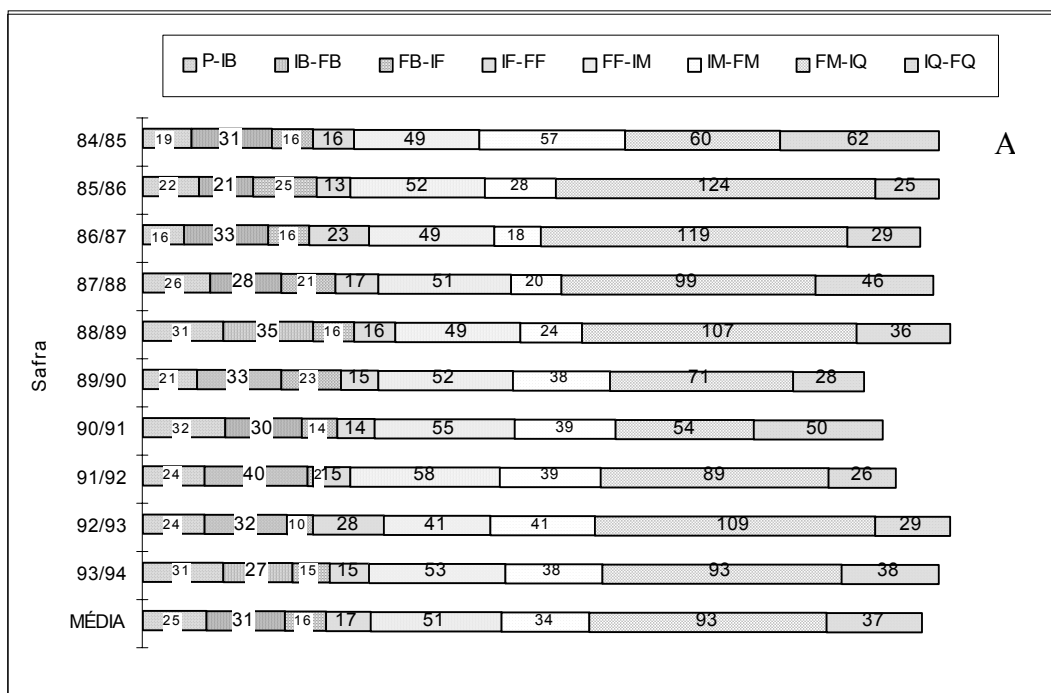 P-IB IB-FB FB-IF IF-FF FF-IM IM-FM FM-IQ IQ-FQ
A
Safra
84/85 19 31 16 16 49 57 60 62
85/86 22 21 25 13 52 28 124 25
86/87 16 33 16 23 49 18 119 29
87/88 26 28 21 17 51 20 99 46
88/89 31 35 16 16 49 24 107 36
89/90 21 33 23 15 52 38 71 28
90/91 32 30 14 14 55 39 54 50
91/92 24 40 2 15 58 39 89 26
92/93 24 32 10 28 41 41 109 29
93/94 31 27 15 15 53 38 93 38
MÉDIA 25 31 16 17 51 34 93 37